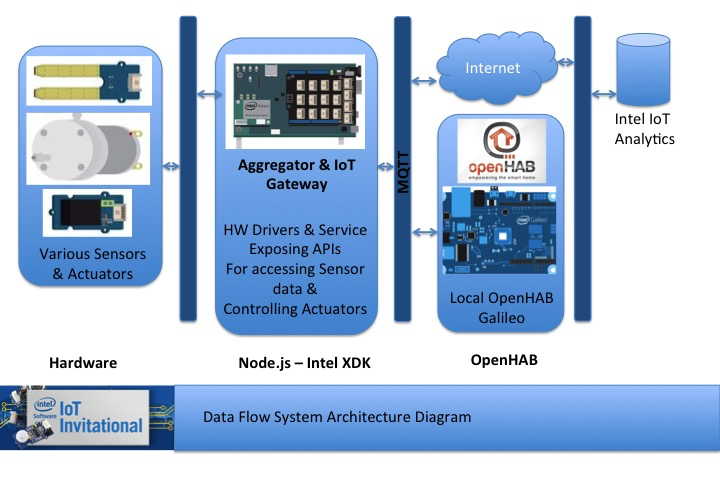 Various Sensors
& Actuators
Hardware
Aggregator & IoT
Gateway
HW Drivers & Service
Exposing APIs
For accessing Sensor
data &
Controlling Actuators
Node.js – Intel XDK
MQTT
Internet
openHAB
empowering the smart home
Intel Galileo
Local OpenHAB
Galileo
OpenHAB
Intel IoT
Analytics
intel
Software
IoT
Invitational
Data Flow System Architecture Diagram